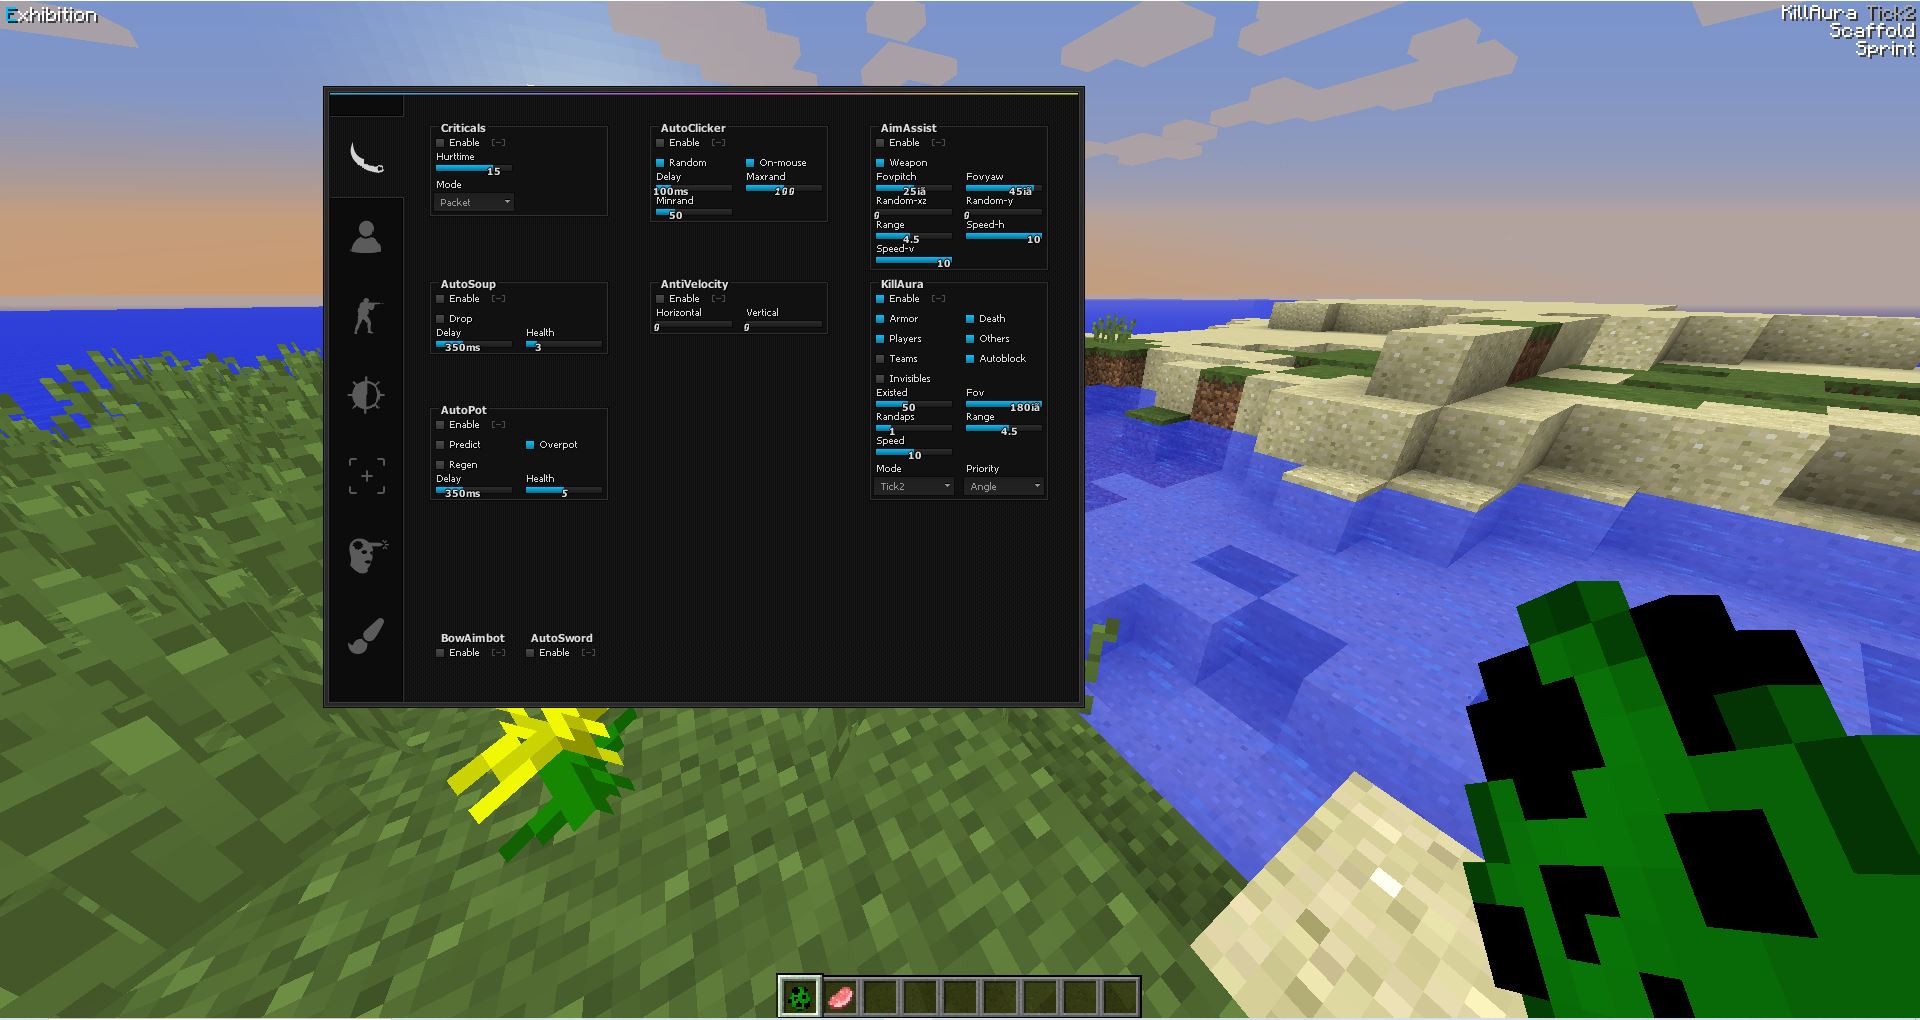 Exhibition
KillAura Tick2
Scaffold
Sprint
Criticals
Enable [-]
Hurttime
15
Mode
Packet
AutoClicker
Enable [-]
Random On-mouse
Delay Maxrand
100ms 100
Minrand
50
AimAssist
Enable [-]
Weapon
Fovpitch Fovyaw
25ïâ 45ïâ
Random-xz Random-y
0 0
Range Speed-h
4.5 10
Speed-v
10
AutoSoup
Enable [-]
Drop
Delay Health
350ms 3
AntiVelocity
Enable [-]
Horizontal Vertical
0 0
KillAura
Enable [-]
Armor Death
Players Others
Teams Autoblock
Invisibles
Existed Fov
50 180ïâ
Randaps Range
1 4.5
Speed
10
Mode Priority
Tick2 Angle
AutoPot
Enable [-]
Predict Overpot
Regen
Delay Health
350ms 5
BowAimbot AutoSword
Enable [-] Enable [-]